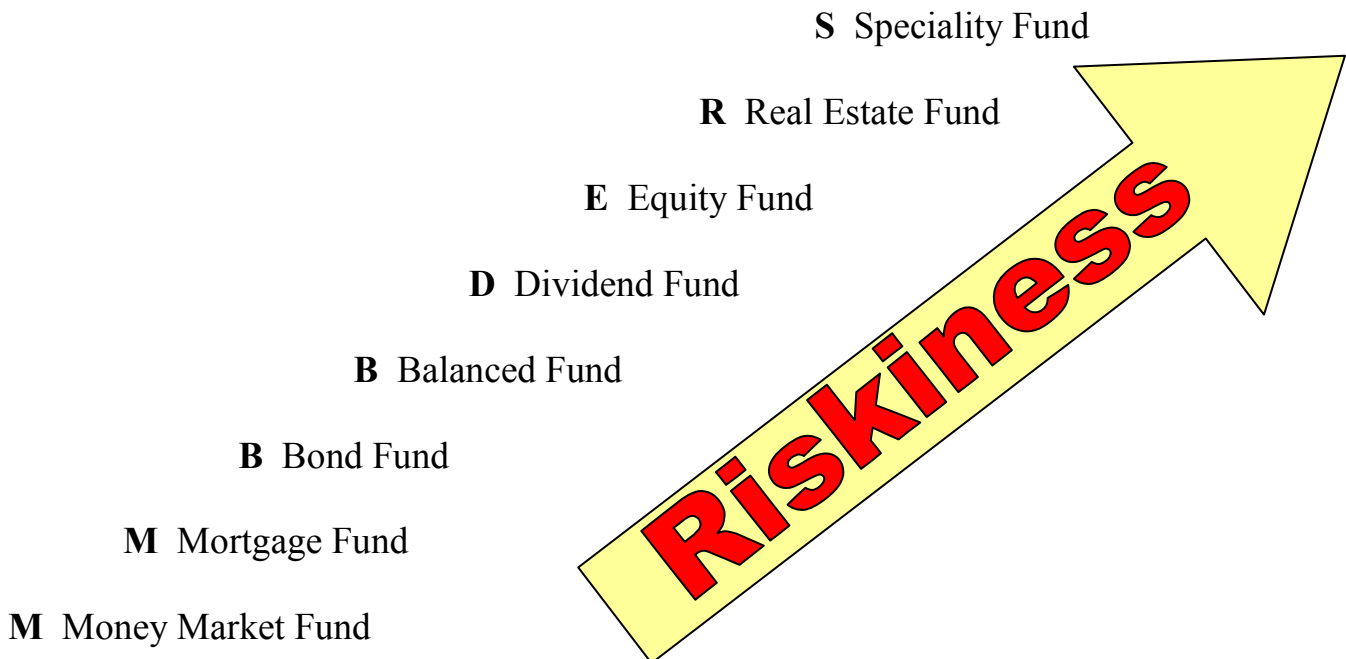 S Speciality Fund
R Real Estate Fund
E Equity Fund
D Dividend Fund
B Balanced Fund
B Bond Fund
M Mortgage Fund
M Money Market Fund
Riskiness